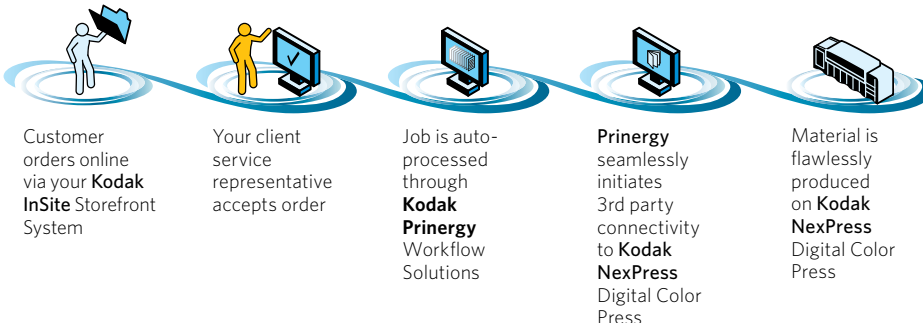 Customer
orders online
via your Kodak
InSite Storefront
System
Your client
service
representative
accepts order
Job is auto-
processed
through
Kodak
Prinergy
Workflow
Solutions
Prinergy
seamlessly
initiates
3rd party
connectivity
to Kodak
NexPress
Digital Color
Press
Material is
flawlessly
produced
on Kodak
NexPress
Digital Color
Press